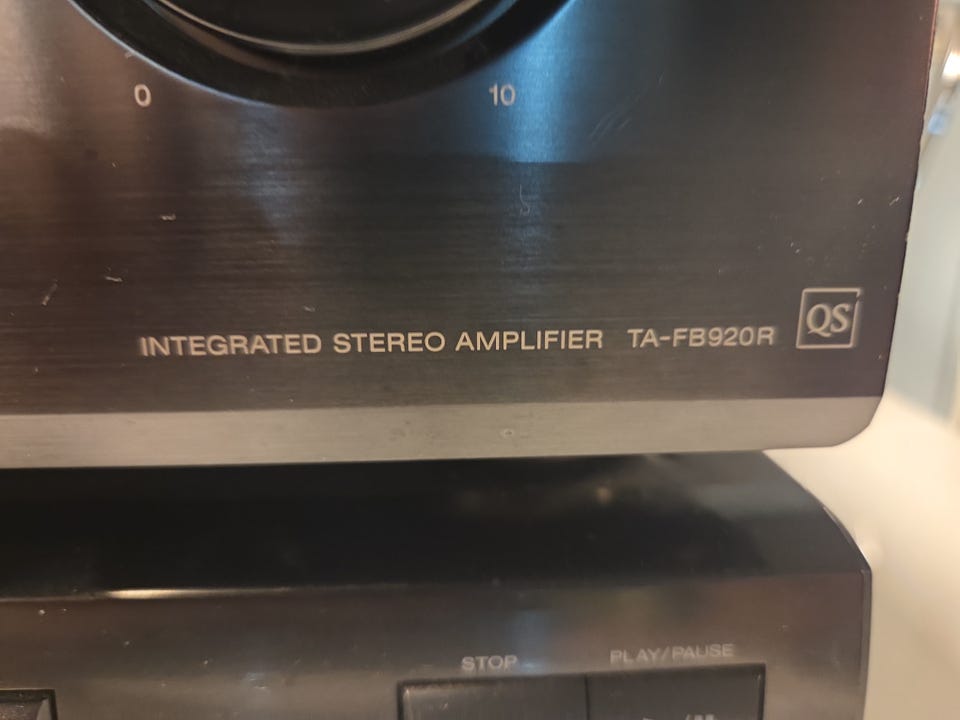 0 10
INTEGRATED STEREO AMPLIFIER TA-FB920R QS
STOP PLAY/PAUSE